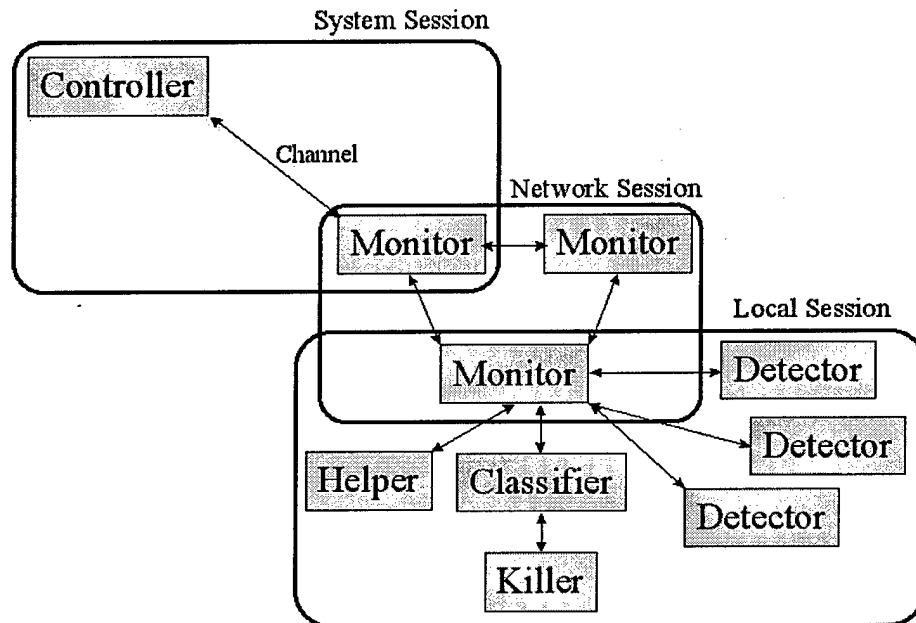 System Session
Controller
Channel
Network Session
Monitor
Monitor
Local Session
Monitor
Detector
Detector
Helper
Classifier
Detector
Killer